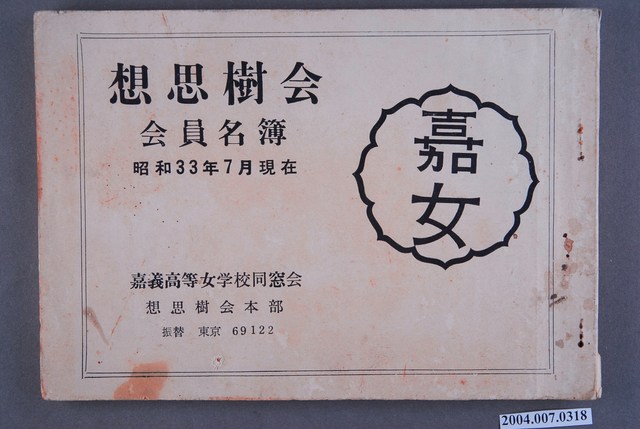 想思樹会
会員名簿
昭和33年7月現在
嘉女
嘉義高等女学校同窓会
想思樹会本部
振替 東京 69122
2004.007.0318